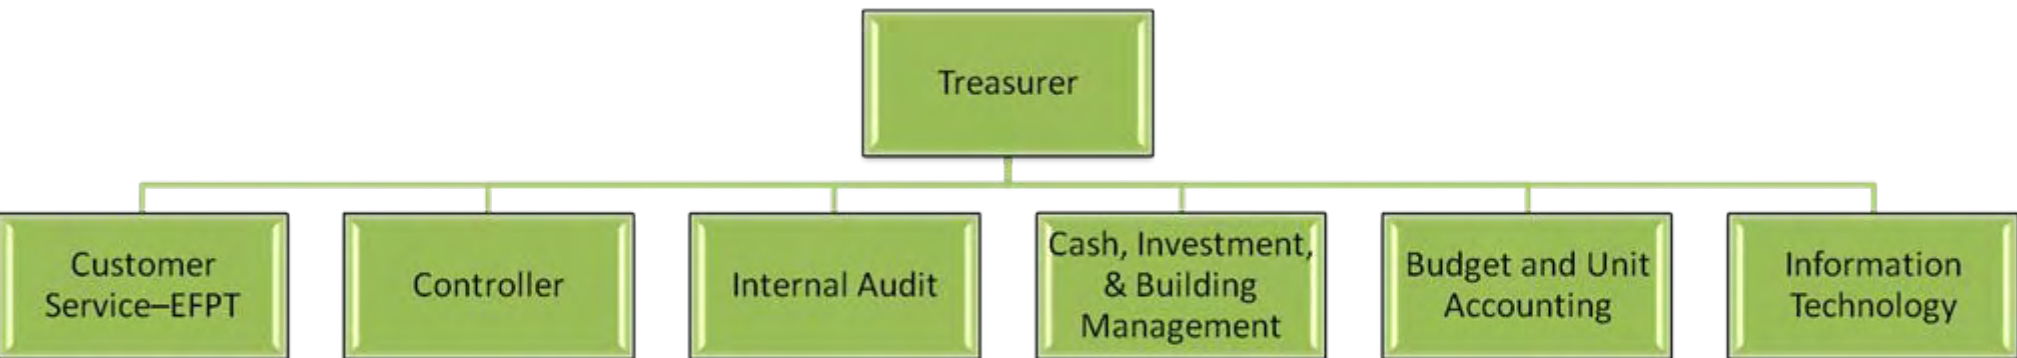 Treasurer
Customer
Service–EFPT
Controller
Internal Audit
Cash, Investment,
& Building
Management
Budget and Unit
Accounting
Information
Technology